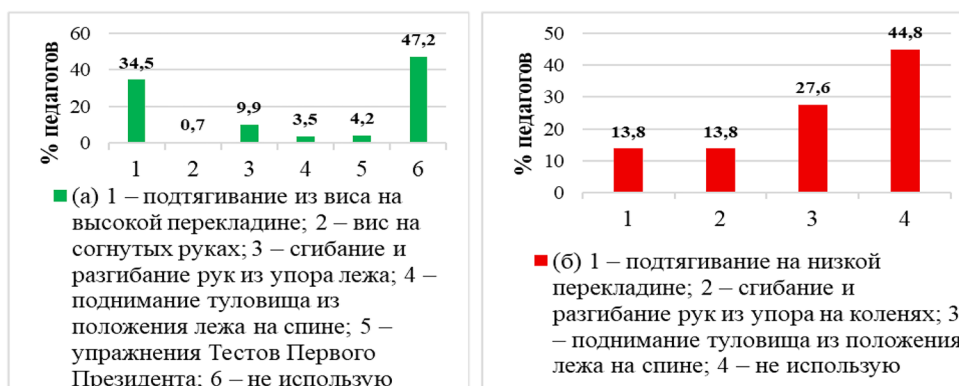 % педагогов
60
40
20
0
34,5
0,7
9,9
3,5
4,2
47,2
1 2 3 4 5 6
(а) 1 – подтягивание из виса на
высокой перекладине; 2 – вис на
согнутых руках; 3 – сгибание и
разгибание рук из упора лежа; 4 –
поднимание туловища из
положения лежа на спине; 5 –
упражнения Тестов Первого
Президента; 6 – не использую
% педагогов
50
40
30
20
10
0
13,8
13,8
27,6
44,8
1 2 3 4
(б) 1 – подтягивание на низкой
перекладине; 2 – сгибание и
разгибание рук из упора на коленях; 3
– поднимание туловища из положения
лежа на спине; 4 – не использую